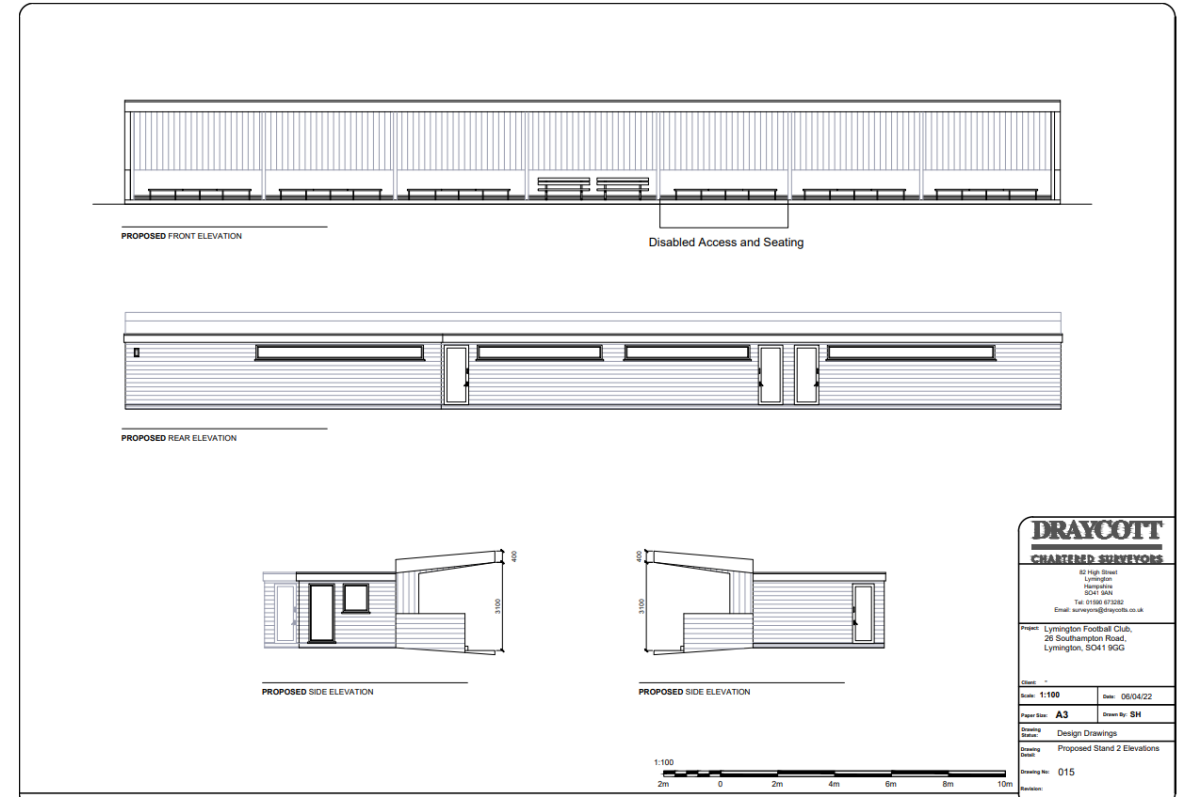 PROPOSED FRONT ELEVATION
Disabled Access and Seating
PROPOSED REAR ELEVATION
400
3100
PROPOSED SIDE ELEVATION
400
3100
PROPOSED SIDE ELEVATION
1:100
2m 0 2m 4m 6m 8m 10m
DRAYCOTT
CHARTERED SURVEYORS
82 High Street
Lymington
Hampshire
SO41 9AN
Tel: 01590 673282
Email: surveyors@draycotts.co.uk
Project: Lymington Football Club,
26 Southampton Road,
Lymington, SO41 9GG
Client: -
Scale: 1:100 Date: 06/04/22
Paper Size: A3 Drawn By: SH
Drawing Status: Design Drawings
Drawing Detail: Proposed Stand 2 Elevations
Drawing No: 015
Revision: